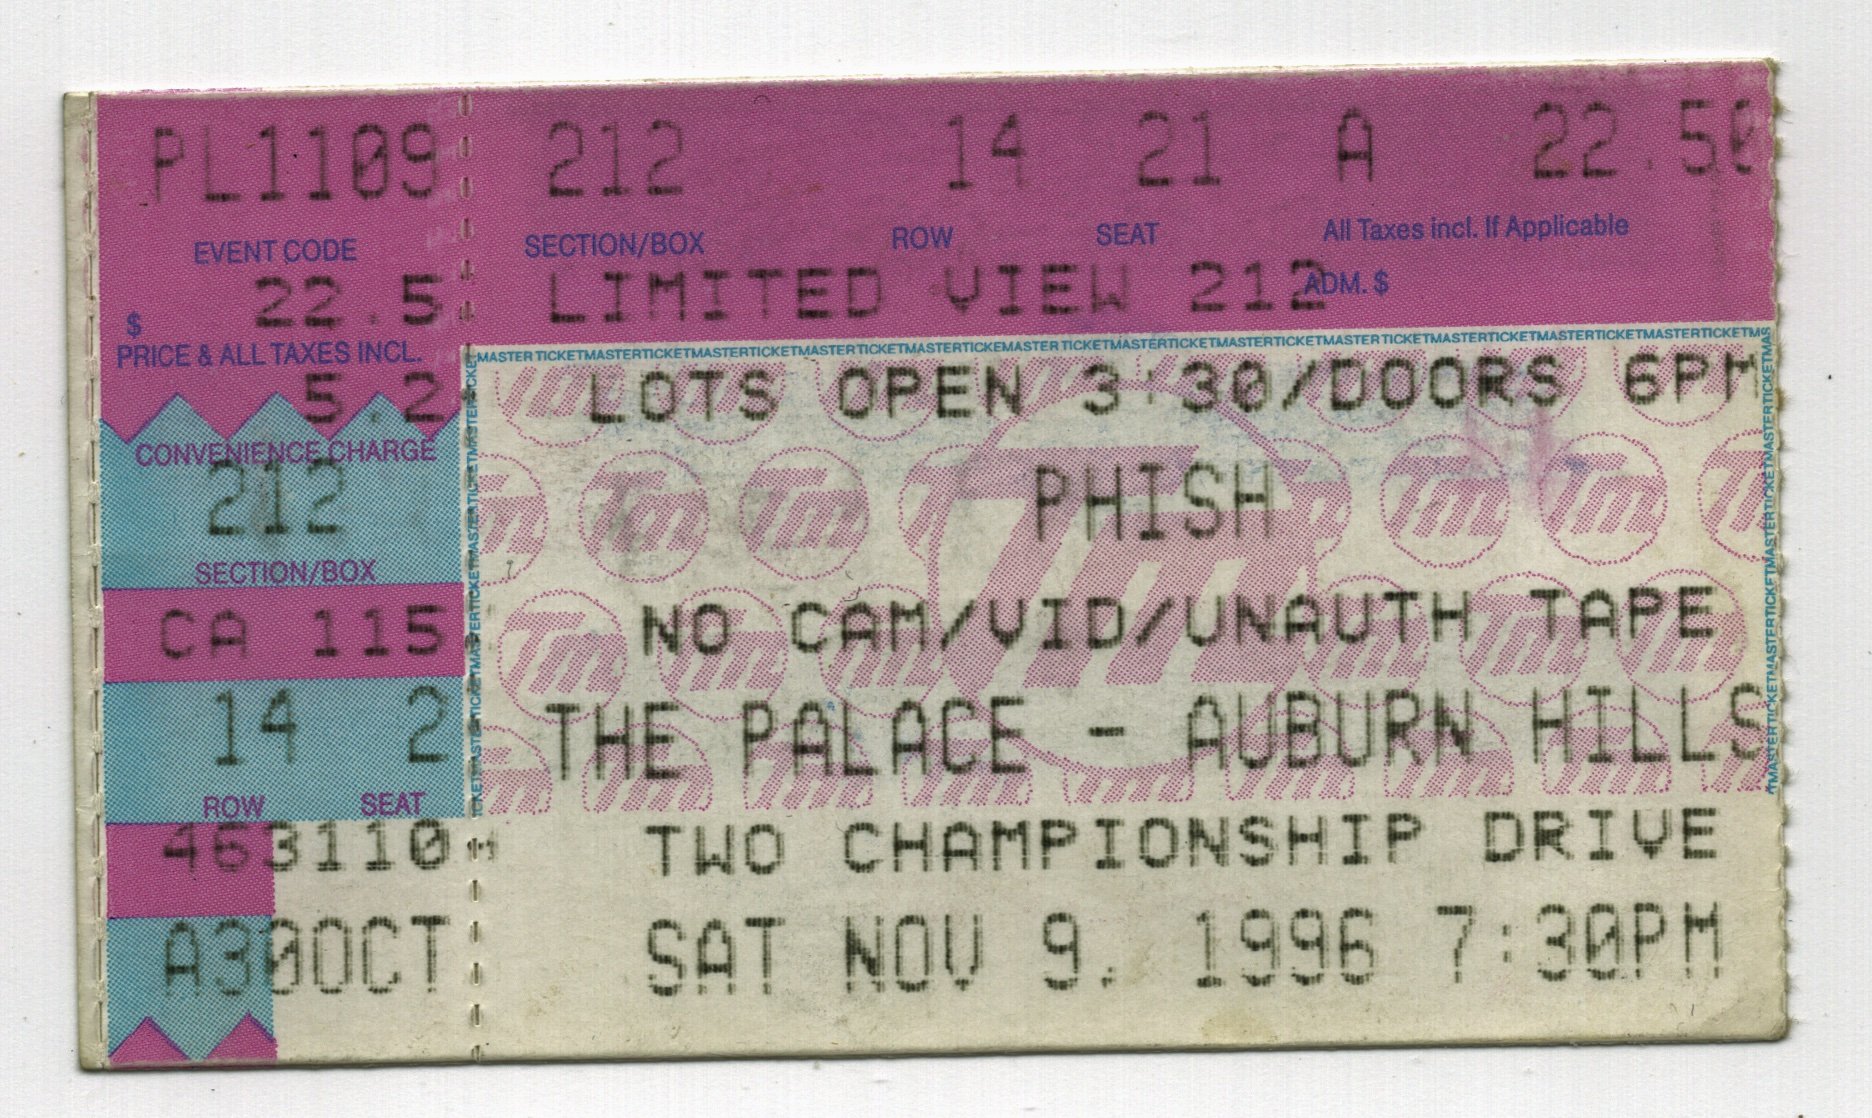 PL1109
EVENT CODE
$ 22.5
PRICE & ALL TAXES INCL.
5.2
CONVENIENCE CHARGE
212
SECTION/BOX
CA 115
14 2
ROW SEAT
463110
A30OCT
212 14 21 A 22.50
SECTION/BOX ROW SEAT All Taxes incl. If Applicable
LIMITED VIEW 212 ADM. $
MASTERTICKETMASTERTICKETMASTERTICKETMASTERTICKETMASTERTICKETMASTERTICKETMASTERTICKETMASTERTICKETMASTERTICKETMASTERTICKETMASTERTICKETMAS
LOTS OPEN 3:30/DOORS 6PM
PHISH
NO CAM/VID/UNAUTH TAPE
THE PALACE - AUBURN HILLS
TWO CHAMPIONSHIP DRIVE
SAT NOV 9, 1996 7:30PM